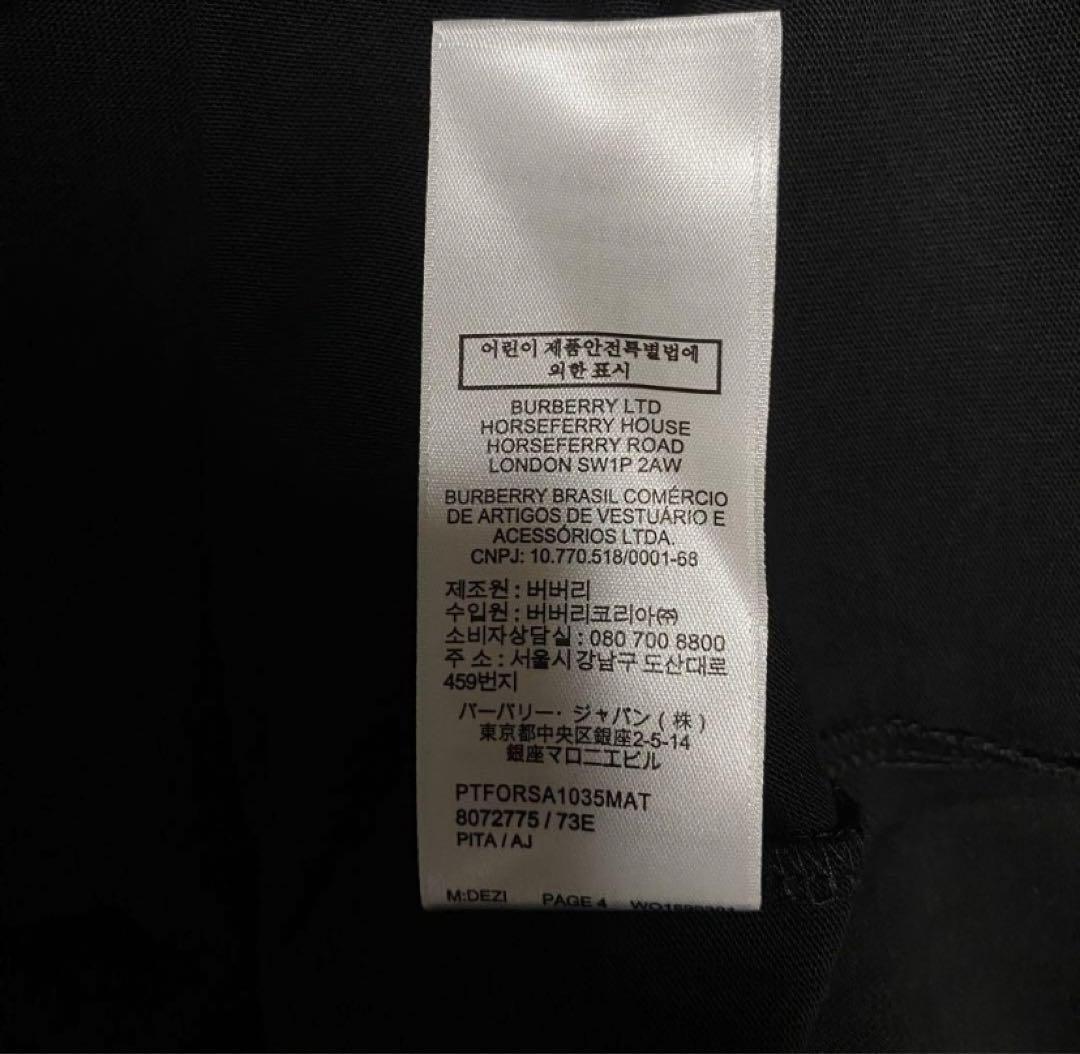 어린이 제품안전특별법에
의한 표시
BURBERRY LTD
HORSEFERRY HOUSE
HORSEFERRY ROAD
LONDON SW1P 2AW
BURBERRY BRASIL COMÉRCIO
DE ARTIGOS DE VESTUÁRIO E
ACESSÓRIOS LTDA.
CNPJ: 10.770.518/0001-68
제조원 : 버버리
수입원 : 버버리코리아㈜
소비자상담실 : 080 700 8800
주 소 : 서울시 강남구 도산대로
459번지
バーバリー・ジャパン ( 株 )
東京都中央区銀座2-5-14
銀座マロニエビル
PTFORSA1035MAT
8072775 / 73E
PITA / AJ
M:DEZI PAGE 4